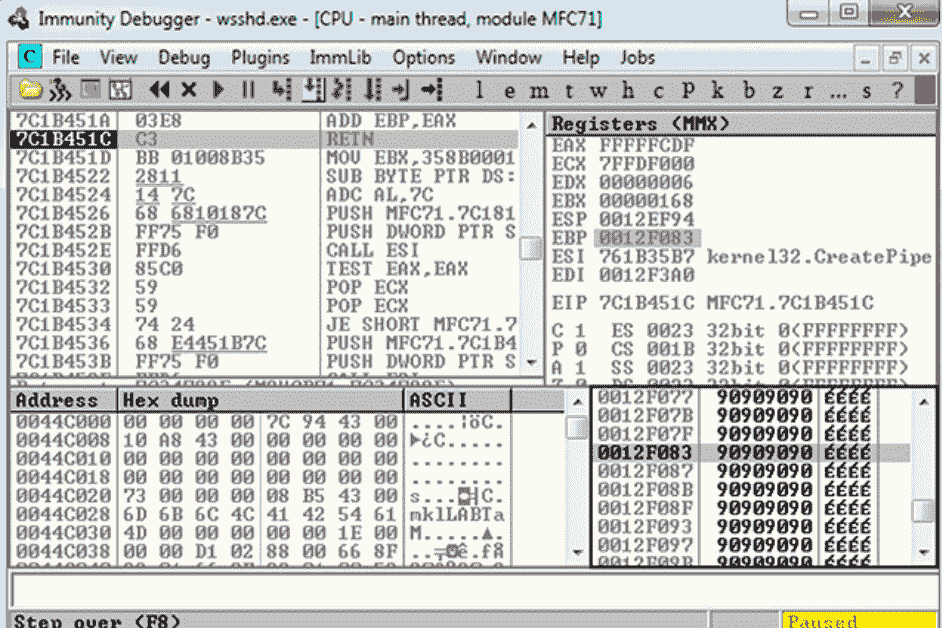 Immunity Debugger - wsshd.exe - [CPU - main thread, module MFC71]
C File View Debug Plugins ImmLib Options Window Help Jobs
l e m t w h c P k b z r ... s ?
7C1B451A 03E8 ADD EBP,EAX
7C1B451C C3 RETN
7C1B451D BB 01008B35 MOV EBX,358B0001
7C1B4522 2811 SUB BYTE PTR DS:
7C1B4524 14 7C ADC AL,7C
7C1B4526 68 6810187C PUSH MFC71.7C181
7C1B452B FF75 F0 PUSH DWORD PTR S
7C1B452E FFD6 CALL ESI
7C1B4530 85C0 TEST EAX,EAX
7C1B4532 59 POP ECX
7C1B4533 59 POP ECX
7C1B4534 74 24 JE SHORT MFC71.7
7C1B4536 68 E4451B7C PUSH MFC71.7C1B4
7C1B453B FF75 F0 PUSH DWORD PTR S
Registers (MMX)
EAX FFFFFCDF
ECX 7FFDF000
EDX 00000006
EBX 00000168
ESP 0012EF94
EBP 0012F083
ESI 761B35B7 kernel32.CreatePipe
EDI 0012F3A0
EIP 7C1B451C MFC71.7C1B451C
C 1 ES 0023 32bit 0(FFFFFFFF)
P 0 CS 001B 32bit 0(FFFFFFFF)
A 1 SS 0023 32bit 0(FFFFFFFF)
Address Hex dump ASCII
0044C000 00 00 00 00 7C 94 43 00 ....|öC.
0044C008 10 A8 43 00 00 00 00 00 ►¿C.....
0044C010 00 00 00 00 00 00 00 00 ........
0044C018 00 00 00 00 00 00 00 00 ........
0044C020 73 00 00 00 08 B5 43 00 s...◘╡C.
0044C028 6D 6B 6C 4C 41 42 54 61 mklLABTa
0044C030 4D 00 00 00 00 00 1E 00 M.....▲.
0044C038 00 00 D1 02 88 00 66 8F
0012F077 90909090 ÉÉÉÉ
0012F07B 90909090 ÉÉÉÉ
0012F07F 90909090 ÉÉÉÉ
0012F083 90909090 ÉÉÉÉ
0012F087 90909090 ÉÉÉÉ
0012F08B 90909090 ÉÉÉÉ
0012F08F 90909090 ÉÉÉÉ
0012F093 90909090 ÉÉÉÉ
0012F097 90909090 ÉÉÉÉ
0012F09B 90909090 ÉÉÉÉ
Step over (F8)
Paused